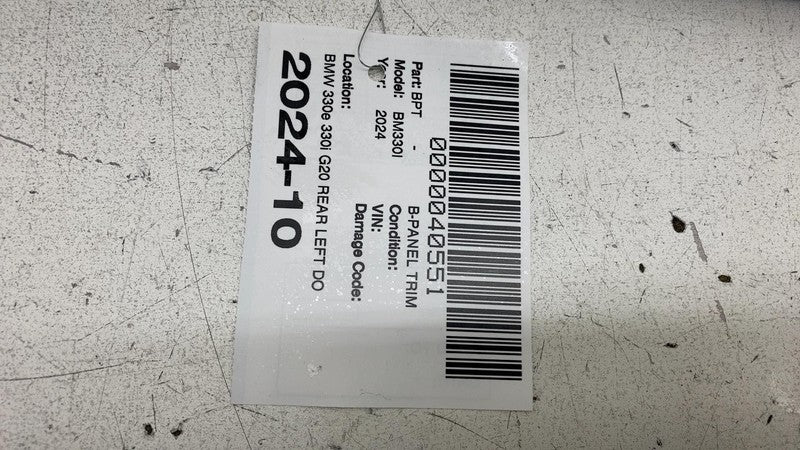 0000040551
Part: BPT - B-PANEL TRIM
Model: BM330I Condition:
Year: 2024 VIN:
Damage Code:
Location:
BMW 330e 330i G20 REAR LEFT DO
2024-10